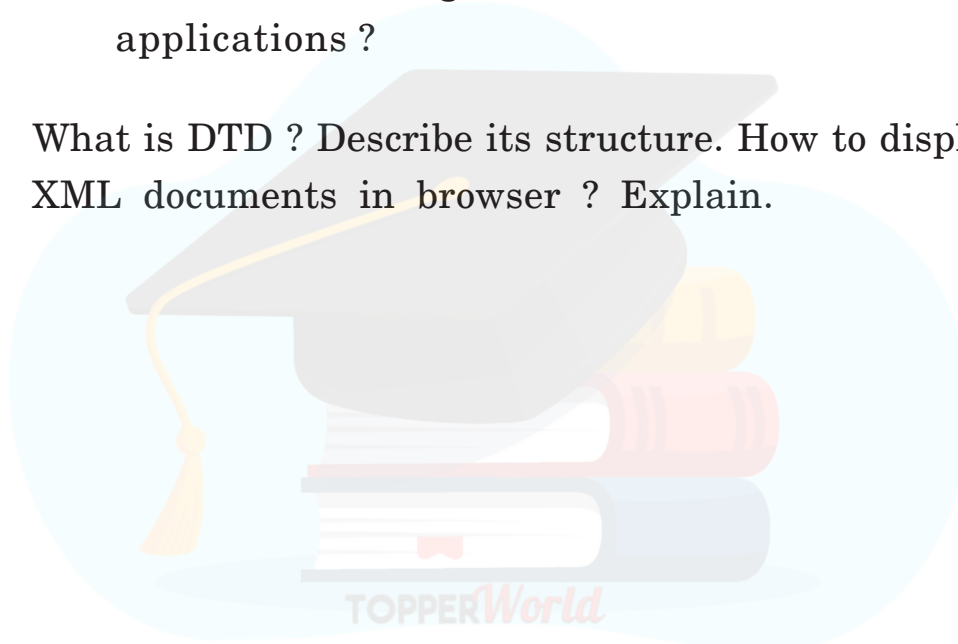 applications ?
What is DTD ? Describe its structure. How to
XML documents in browser ? Explain.
TOPPERWorld